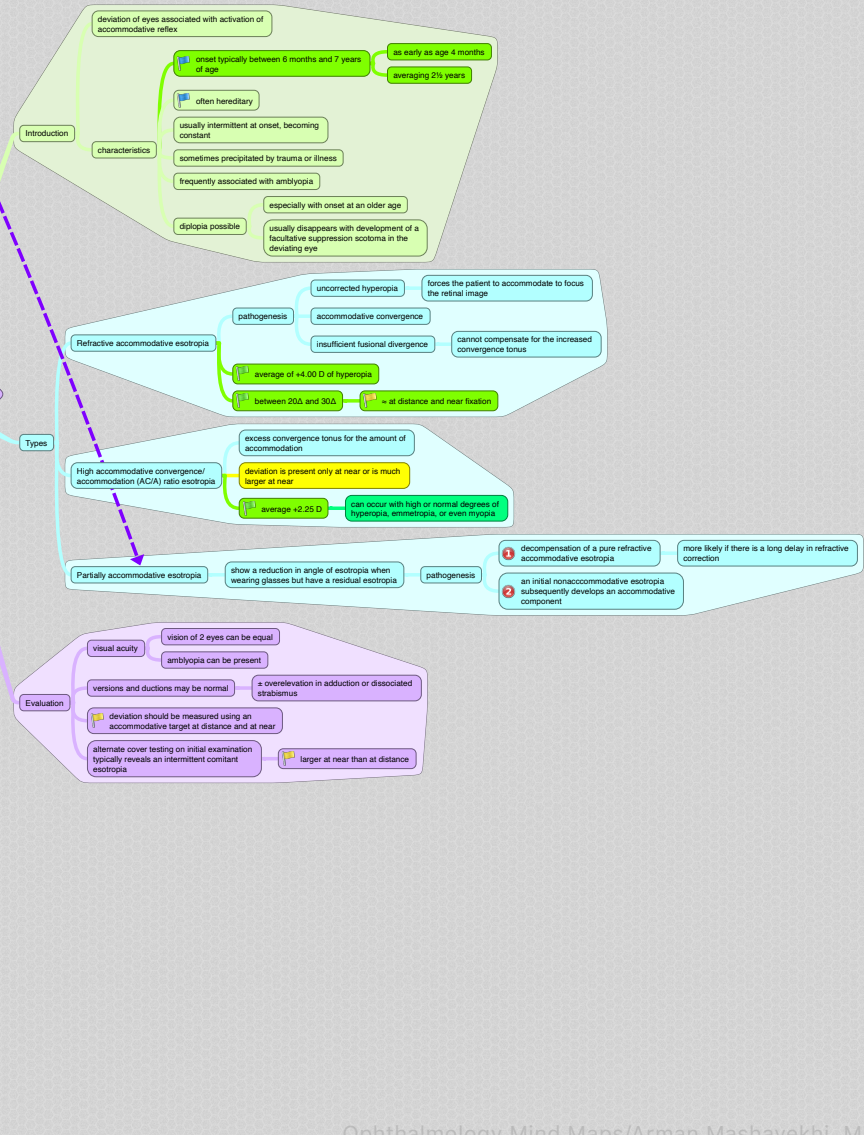 deviation of eyes associated with activation of
accommodative reflex
onset typically between 6 months and 7 years
of age
as early as age 4 months
averaging 2½ years
often hereditary
Introduction
characteristics
usually intermittent at onset, becoming
constant
sometimes precipitated by trauma or illness
frequently associated with amblyopia
diplopia possible
especially with onset at an older age
usually disappears with development of a
facultative suppression scotoma in the
deviating eye
Types
Refractive accommodative esotropia
pathogenesis
uncorrected hyperopia
forces the patient to accommodate to focus
the retinal image
accommodative convergence
insufficient fusional divergence
cannot compensate for the increased
convergence tonus
average of +4.00 D of hyperopia
between 20Δ and 30Δ
≈ at distance and near fixation
High accommodative convergence/
accommodation (AC/A) ratio esotropia
excess convergence tonus for the amount of
accommodation
deviation is present only at near or is much
larger at near
average +2.25 D
can occur with high or normal degrees of
hyperopia, emmetropia, or even myopia
Partially accommodative esotropia
show a reduction in angle of esotropia when
wearing glasses but have a residual esotropia
pathogenesis
1
decompensation of a pure refractive
accommodative esotropia
more likely if there is a long delay in refractive
correction
2
an initial nonacccommodative esotropia
subsequently develops an accommodative
component
Evaluation
visual acuity
vision of 2 eyes can be equal
amblyopia can be present
versions and ductions may be normal
± overelevation in adduction or dissociated
strabismus
deviation should be measured using an
accommodative target at distance and at near
alternate cover testing on initial examination
typically reveals an intermittent comitant
esotropia
larger at near than at distance
Ophthalmology Mind Maps/Arman Mashayekhi, M